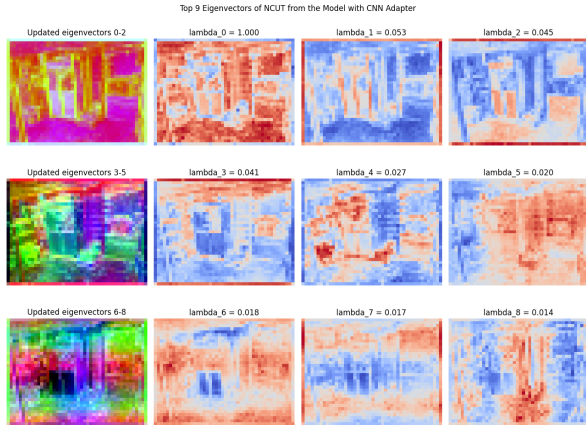 Top 9 Eigenvectors of NCUT from the Model with CNN Adapter
Updated eigenvectors 0-2
lambda_0 = 1.000
lambda_1 = 0.053
lambda_2 = 0.045
Updated eigenvectors 3-5
lambda_3 = 0.041
lambda_4 = 0.027
lambda_5 = 0.020
Updated eigenvectors 6-8
lambda_6 = 0.018
lambda_7 = 0.017
lambda_8 = 0.014